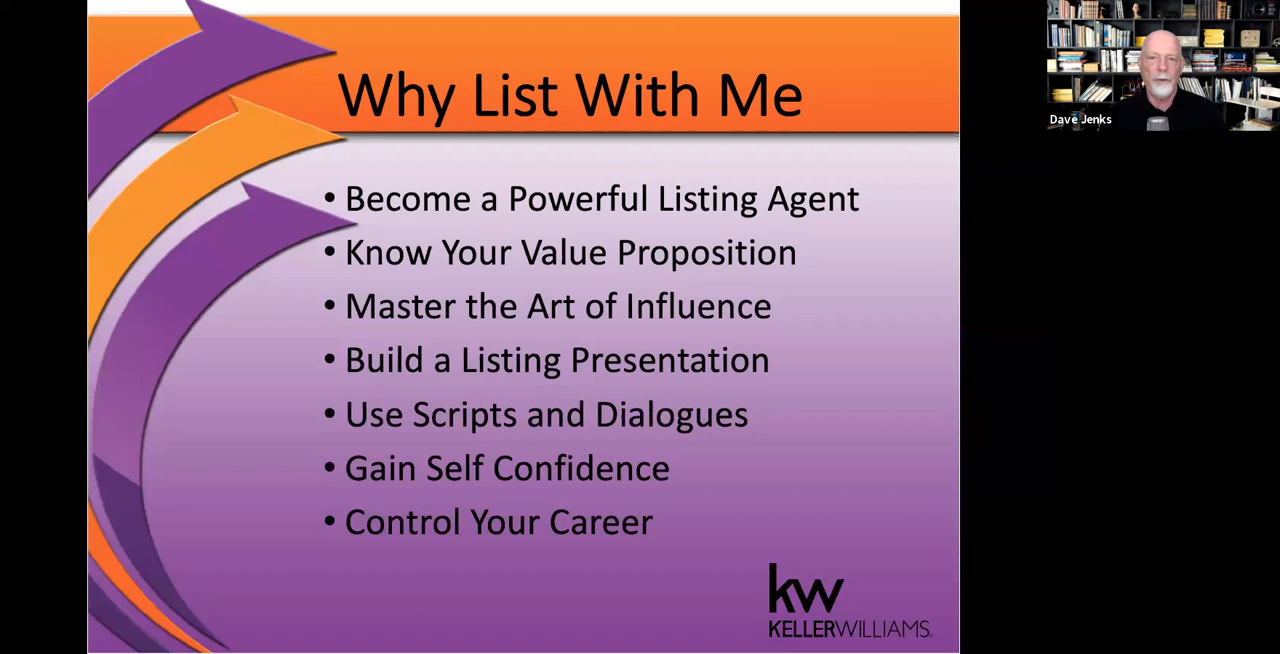 Why List With Me
• Become a Powerful Listing Agent
• Know Your Value Proposition
• Master the Art of Influence
• Build a Listing Presentation
• Use Scripts and Dialogues
• Gain Self Confidence
• Control Your Career
kw
KELLERWILLIAMS.
Dave Jenks